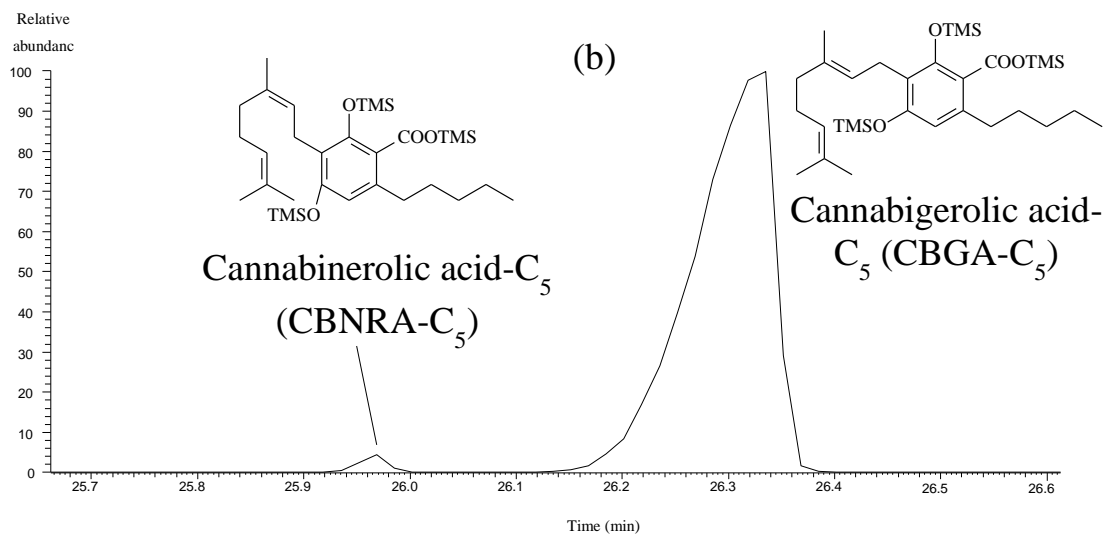 Relative
abundanc
(b)
OTMS
COOTMS
TMSO
OTMS
COOTMS
TMSO
Cannabinerolic acid-C5
(CBNRA-C5)
Cannabigerolic acid-
C5 (CBGA-C5)
100
90
80
70
60
50
40
30
20
10
0
25.7 25.8 25.9 26.0 26.1 26.2 26.3 26.4 26.5 26.6
Time (min)